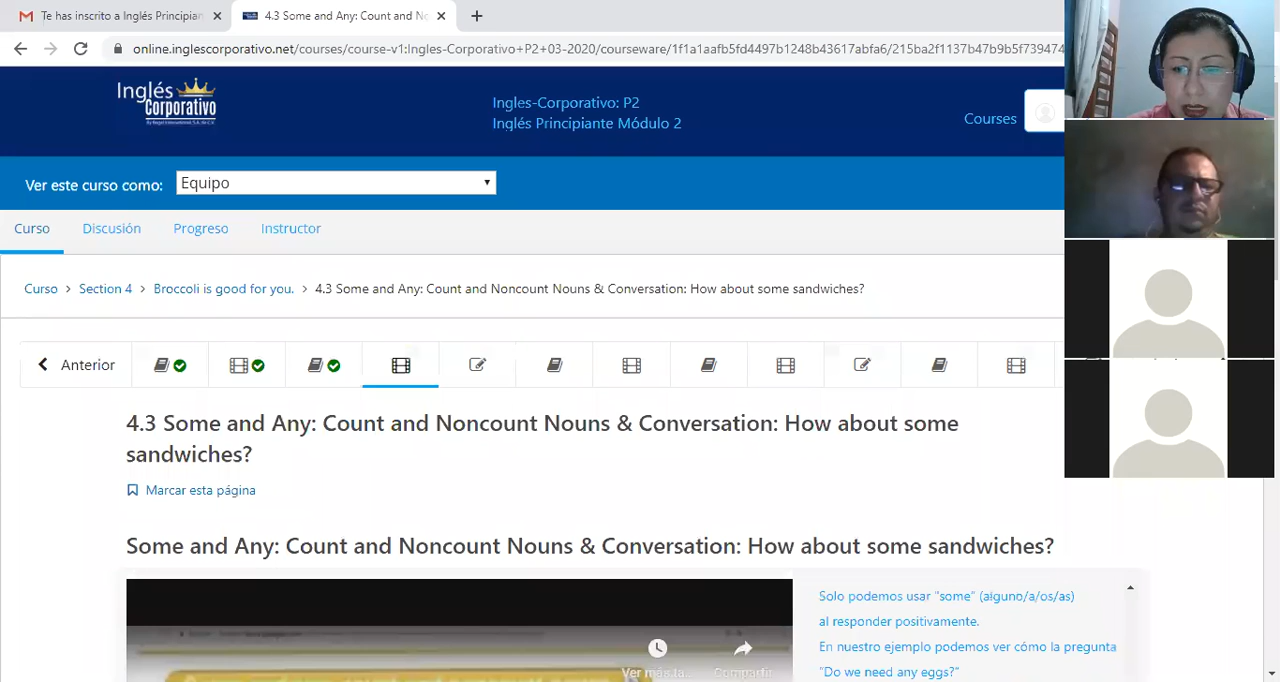 Te has inscrito a Inglés Principian
4.3 Some and Any: Count and No
online.inglescorporativo.net/courses/course-v1:Ingles-Corporativo+P2+03-2020/courseware/1f1a1aafb5fd4497b1248b43617abfa6/215ba2f1137b47b9b5f739474
Inglés
Corporativo
Ingles-Corporativo: P2
Inglés Principiante Módulo 2
Courses
Ver este curso como:
Equipo
Curso
Discusión
Progreso
Instructor
Curso > Section 4 > Broccoli is good for you. > 4.3 Some and Any: Count and Noncount Nouns & Conversation: How about some sandwiches?
Anterior
4.3 Some and Any: Count and Noncount Nouns & Conversation: How about some
sandwiches?
Marcar esta página
Some and Any: Count and Noncount Nouns & Conversation: How about some sandwiches?
Ver más ta...
Compartir
Solo podemos usar "some" (alguno/a/os/as)
al responder positivamente.
En nuestro ejemplo podemos ver cómo la pregunta
"Do we need any eggs?"